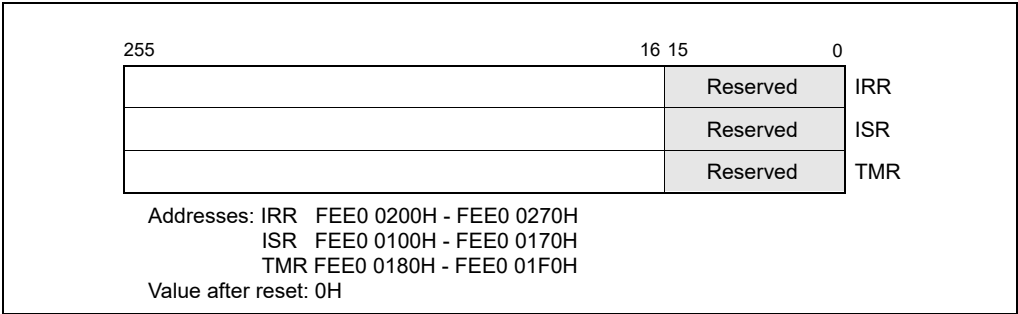 255 16 15 0
Reserved IRR
Reserved ISR
Reserved TMR
Addresses: IRR FEE0 0200H - FEE0 0270H
ISR FEE0 0100H - FEE0 0170H
TMR FEE0 0180H - FEE0 01F0H
Value after reset: 0H